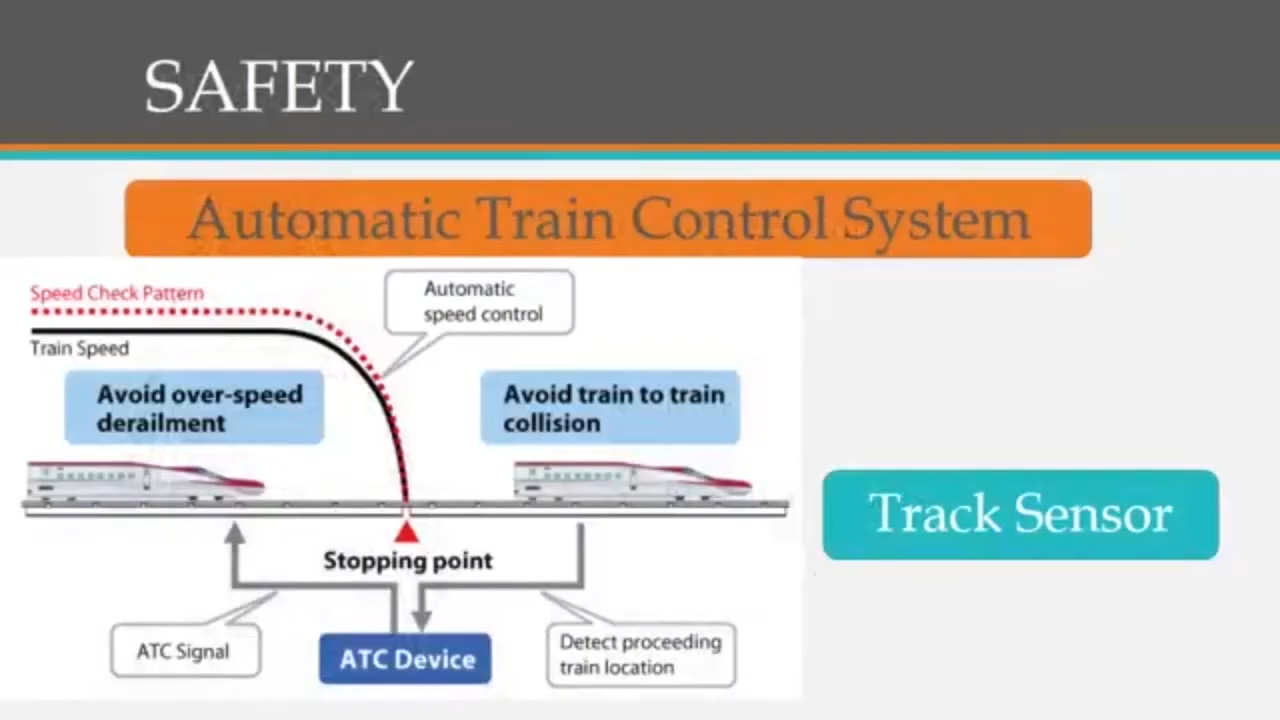 SAFETY
Automatic Train Control System
Speed Check Pattern
Train Speed
Automatic
speed control
Avoid over-speed
derailment
Avoid train to train
collision
Track Sensor
Stopping point
ATC Signal
ATC Device
Detect proceeding
train location